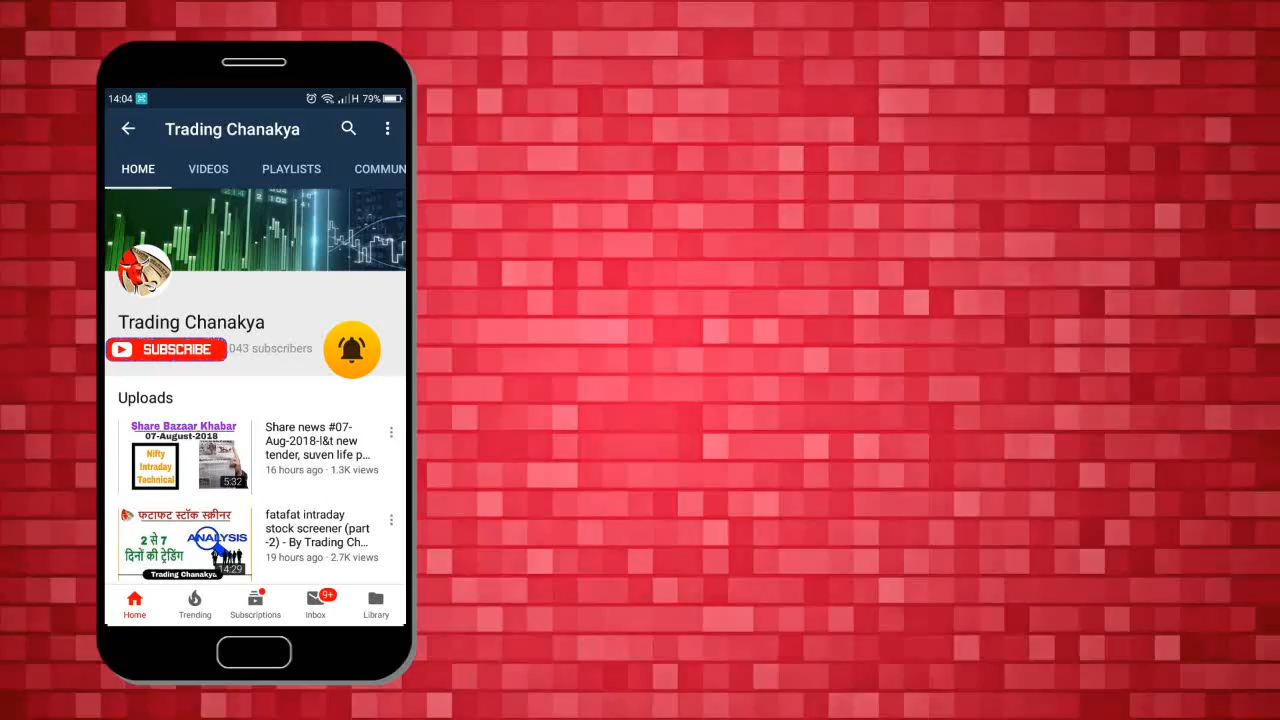 14:04
H 79%
Trading Chanakya
HOME VIDEOS PLAYLISTS COMMUN
Trading Chanakya
SUBSCRIBE
043 subscribers
Uploads
Share Bazaar Khabar
07-August-2018
Nifty
Intraday
Technical
5:32
Share news #07-
Aug-2018-l&t new
tender, suven life p...
16 hours ago · 1.3K views
फटाफट स्टॉक स्क्रीनर
2 से 7
दिनों की ट्रेडिंग
ANALYSIS
14:29
Trading Chanakya
fatafat intraday
stock screener (part
-2) - By Trading Ch...
19 hours ago · 2.7K views
9+
Home Trending Subscriptions Inbox Library